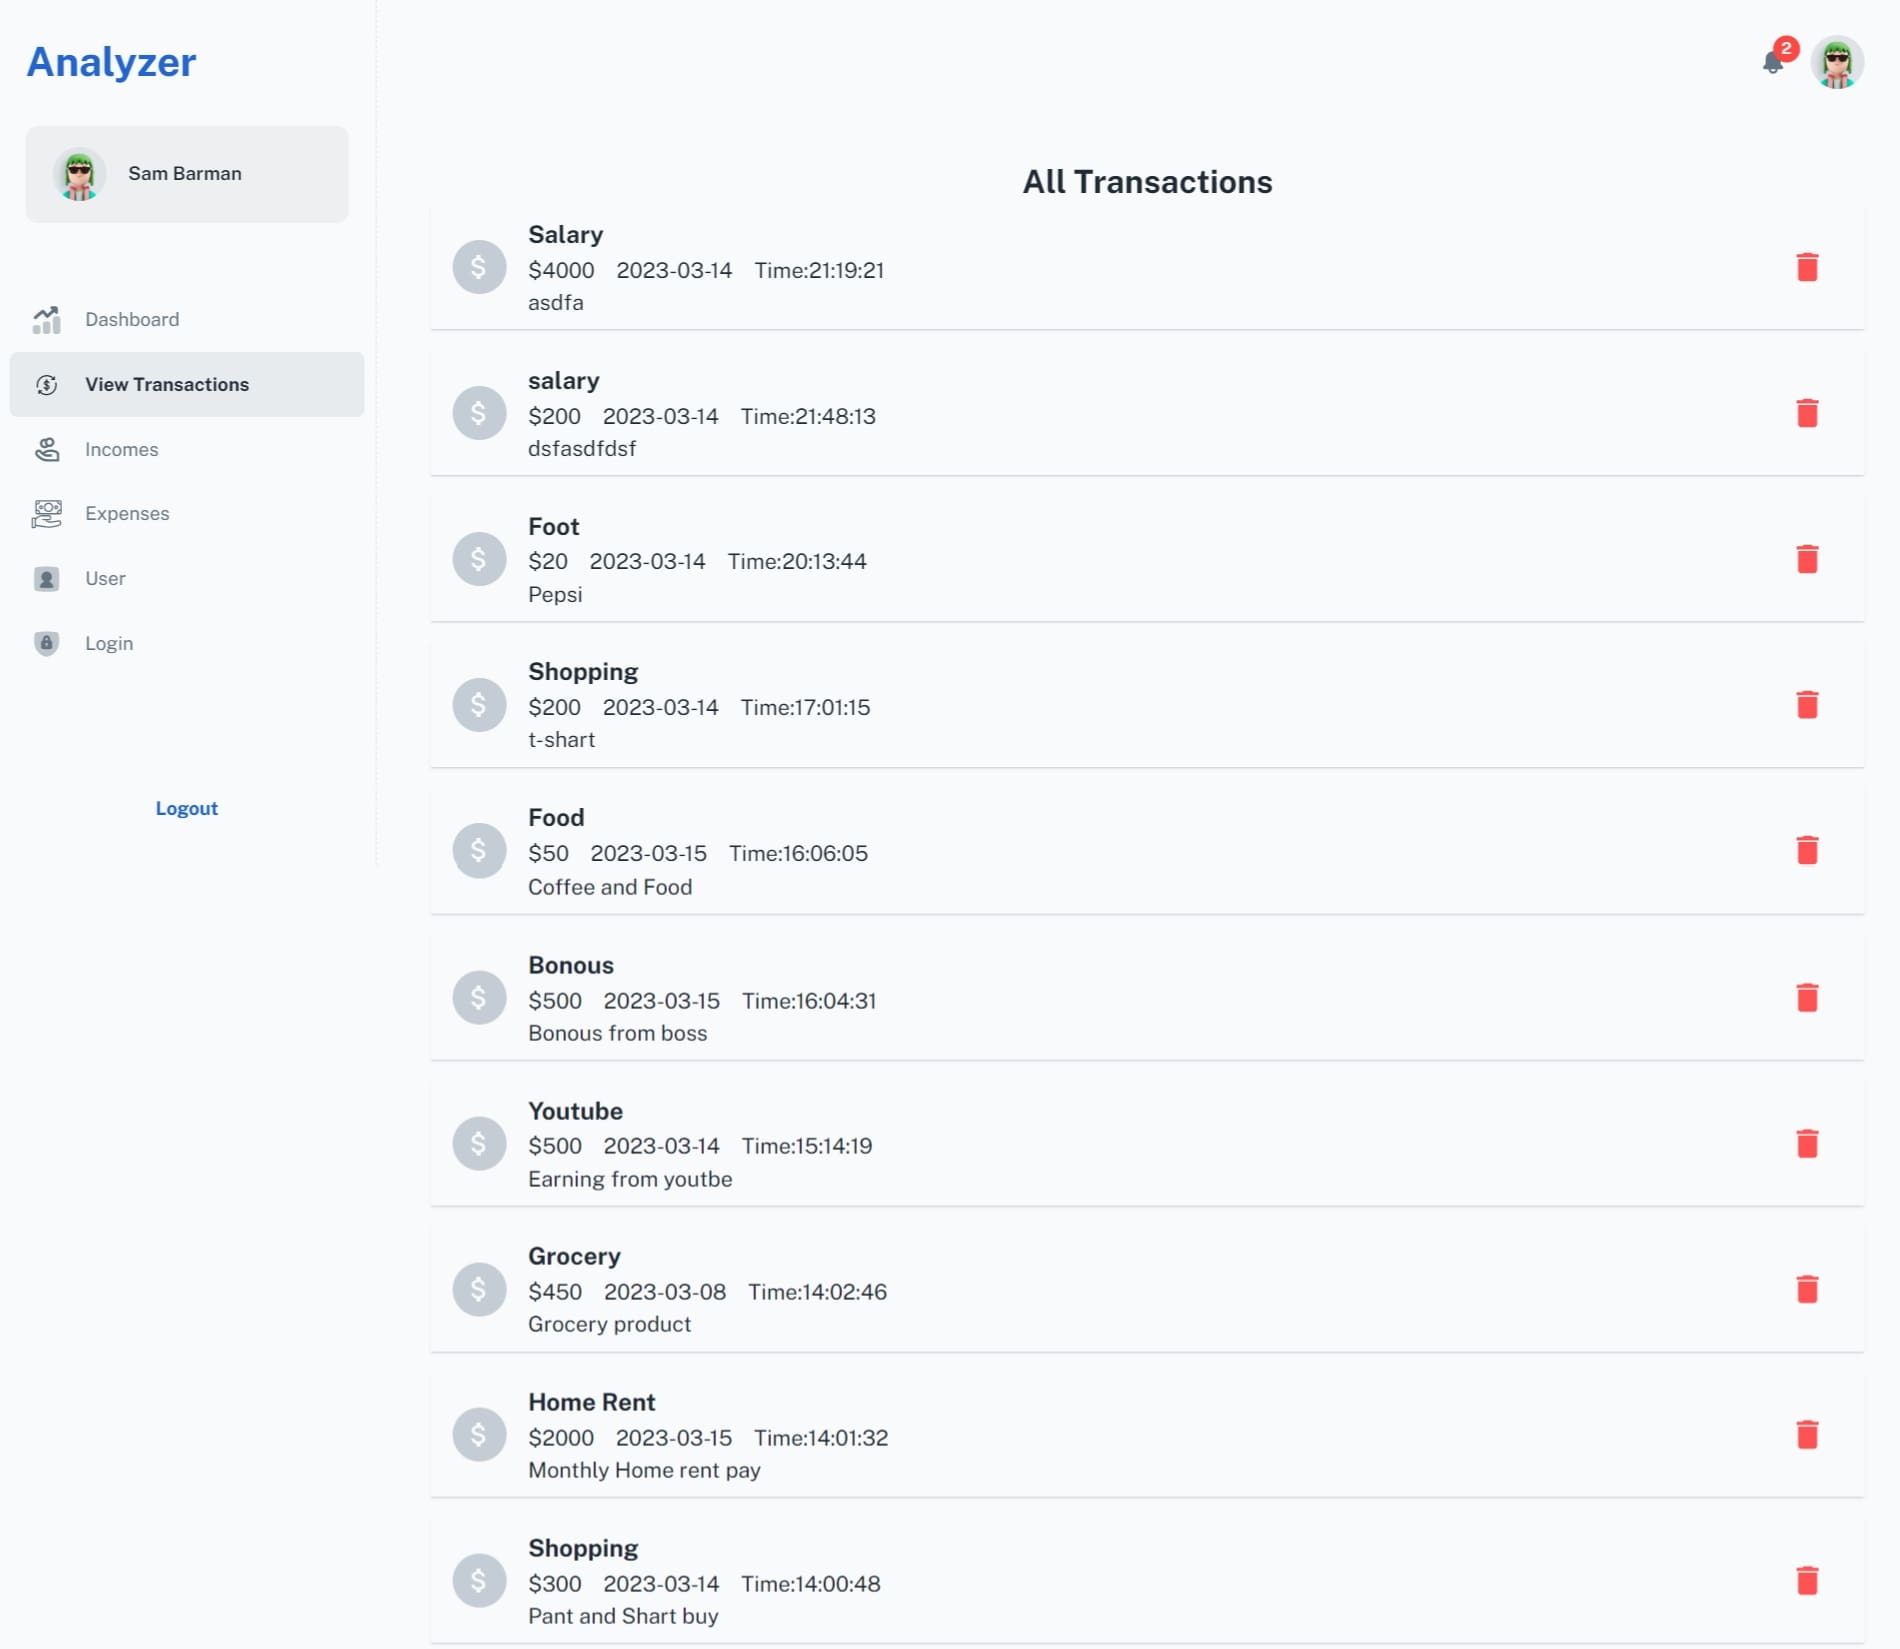 Analyzer
2
Sam Barman
Dashboard
View Transactions
Incomes
Expenses
User
Login
Logout
All Transactions
Salary
$4000 2023-03-14 Time:21:19:21
asdfa
salary
$200 2023-03-14 Time:21:48:13
dsfasdfdsf
Foot
$20 2023-03-14 Time:20:13:44
Pepsi
Shopping
$200 2023-03-14 Time:17:01:15
t-shart
Food
$50 2023-03-15 Time:16:06:05
Coffee and Food
Bonous
$500 2023-03-15 Time:16:04:31
Bonous from boss
Youtube
$500 2023-03-14 Time:15:14:19
Earning from youtbe
Grocery
$450 2023-03-08 Time:14:02:46
Grocery product
Home Rent
$2000 2023-03-15 Time:14:01:32
Monthly Home rent pay
Shopping
$300 2023-03-14 Time:14:00:48
Pant and Shart buy